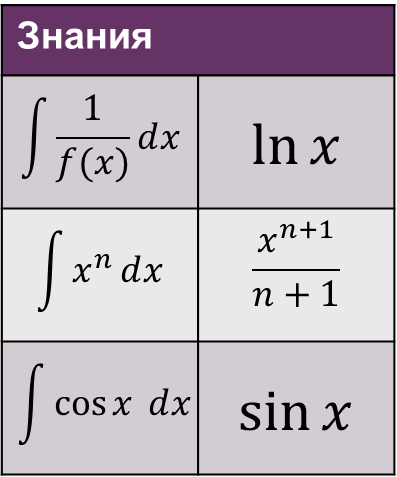 Знания
∫ 1/f(x) dx ln x
∫ xⁿ dx xⁿ⁺¹/n + 1
∫ cos x dx sin x